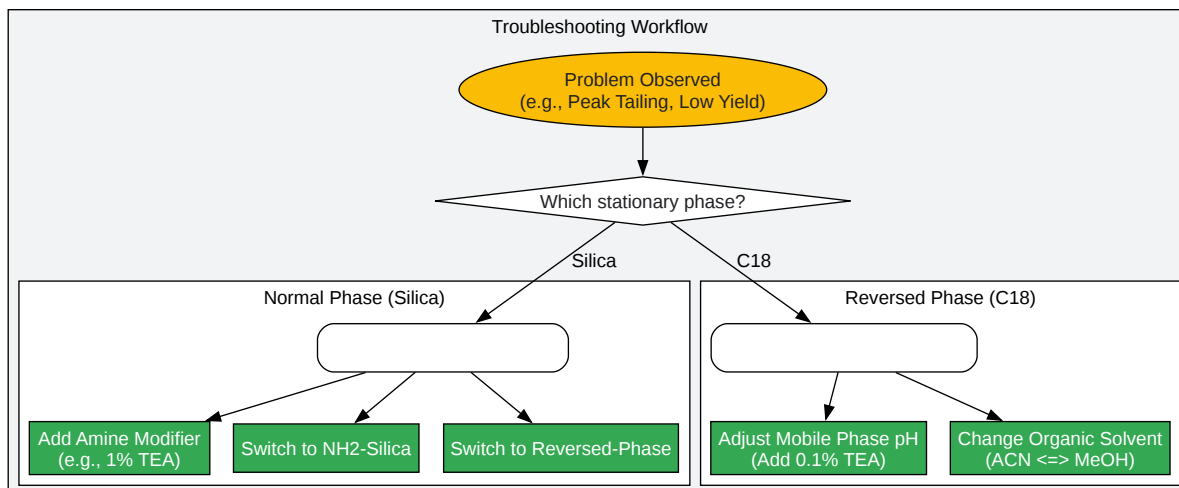 Troubleshooting Workflow
Problem Observed
(e.g., Peak Tailing, Low Yield)
Which stationary phase?
Silica
C18
Normal Phase (Silica)
Reversed Phase (C18)
Add Amine Modifier
(e.g., 1% TEA)
Switch to NH2-Silica
Switch to Reversed-Phase
Adjust Mobile Phase pH
(Add 0.1% TEA)
Change Organic Solvent
(ACN <=> MeOH)